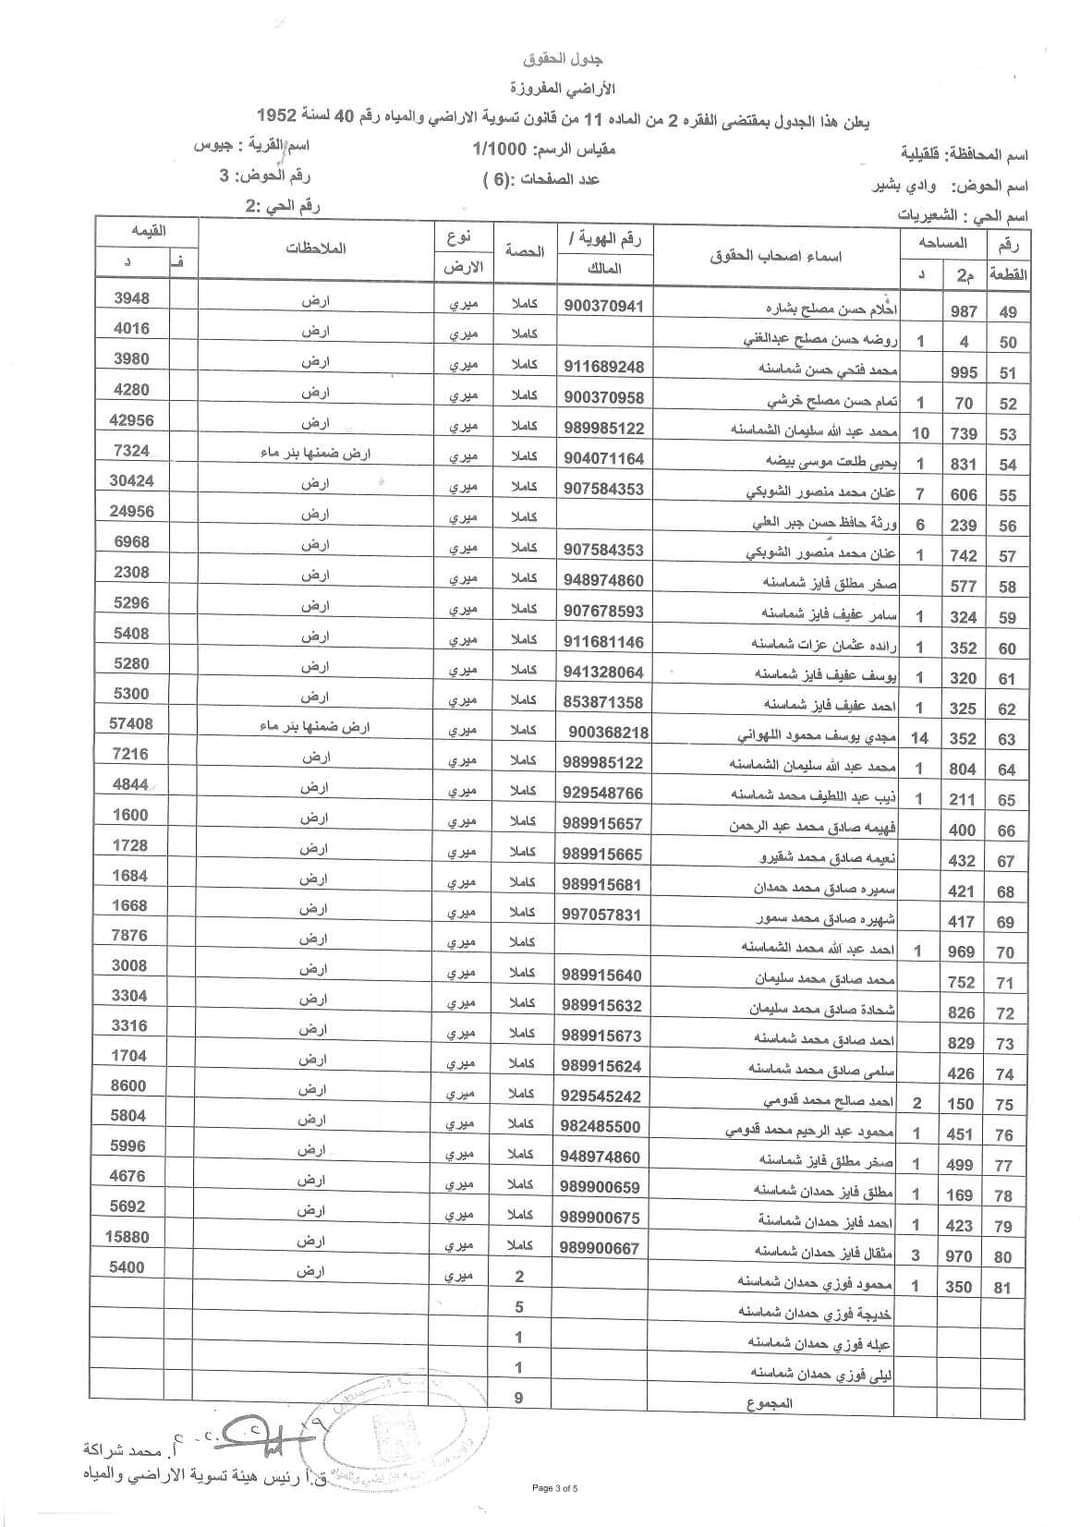 جدول الحقوق
الأراضي المفروزة
يعلن هذا الجدول بمقتضى الفقره 2 من الماده 11 من قانون تسوية الاراضي والمياه رقم 40 لسنة 1952
اسم المحافظة: قلقيلية مقياس الرسم: 1/1000 اسم القرية : جيوس
اسم الحوض: وادي بشير عدد الصفحات :(6 ) رقم الحوض: 3
اسم الحي : الشعيريات رقم الحي :2
رقم القطعة المساحه م2 د اسماء اصحاب الحقوق رقم الهوية / المالك الحصة نوع الارض الملاحظات القيمه ف د
49 987 احلام حسن مصلح بشاره 900370941 كاملا ميري ارض 3948
50 4 1 روضه حسن مصلح عبدالغني كاملا ميري ارض 4016
51 995 محمد فتحي حسن شماسنه 911689248 كاملا ميري ارض 3980
52 70 1 تمام حسن مصلح خرشي 900370958 كاملا ميري ارض 4280
53 739 10 محمد عبد الله سليمان الشماسنه 989985122 كاملا ميري ارض 42956
54 831 1 يحيى طلعت موسى بيضه 904071164 كاملا ميري ارض ضمنها بئر ماء 7324
55 606 7 عنان محمد منصور الشوبكي 907584353 كاملا ميري ارض 30424
56 239 6 ورثة حافظ حسن جبر العلي كاملا ميري ارض 24956
57 742 1 عنان محمد منصور الشوبكي 907584353 كاملا ميري ارض 6968
58 577 صخر مطلق فايز شماسنه 948974860 كاملا ميري ارض 2308
59 324 1 سامر عفيف فايز شماسنه 907678593 كاملا ميري ارض 5296
60 352 1 رائده عثمان عزات شماسنه 911681146 كاملا ميري ارض 5408
61 320 1 يوسف عفيف فايز شماسنه 941328064 كاملا ميري ارض 5280
62 325 1 احمد عفيف فايز شماسنه 853871358 كاملا ميري ارض 5300
63 352 14 مجدي يوسف محمود اللهواني 900368218 كاملا ميري ارض ضمنها بئر ماء 57408
64 804 1 محمد عبد الله سليمان الشماسنه 989985122 كاملا ميري ارض 7216
65 211 1 ذيب عبد اللطيف محمد شماسنه 929548766 كاملا ميري ارض 4844
66 400 فهيمه صادق محمد عبد الرحمن 989915657 كاملا ميري ارض 1600
67 432 نعيمه صادق محمد شقيرو 989915665 كاملا ميري ارض 1728
68 421 سميره صادق محمد حمدان 989915681 كاملا ميري ارض 1684
69 417 شهيره صادق محمد سمور 997057831 كاملا ميري ارض 1668
70 969 1 احمد عبد الله محمد الشماسنه كاملا ميري ارض 7876
71 752 محمد صادق محمد سليمان 989915640 كاملا ميري ارض 3008
72 826 شحادة صادق محمد سليمان 989915632 كاملا ميري ارض 3304
73 829 احمد صادق محمد شماسنه 989915673 كاملا ميري ارض 3316
74 426 سلمى صادق محمد شماسنه 989915624 كاملا ميري ارض 1704
75 150 2 احمد صالح محمد قدومي 929545242 كاملا ميري ارض 8600
76 451 1 محمود عبد الرحيم محمد قدومي 982485500 كاملا ميري ارض 5804
77 499 1 صخر مطلق فايز شماسنه 948974860 كاملا ميري ارض 5996
78 169 1 مطلق فايز حمدان شماسنه 989900659 كاملا ميري ارض 4676
79 423 1 احمد فايز حمدان شماسنة 989900675 كاملا ميري ارض 5692
80 970 3 مثقال فايز حمدان شماسنه 989900667 كاملا ميري ارض 15880
81 350 1 محمود فوزي حمدان شماسنه 2 ميري ارض 5400
خديجة فوزي حمدان شماسنه 5
عبله فوزي حمدان شماسنه 1
ليلى فوزي حمدان شماسنه 1
المجموع 9
أ. محمد شراكة
ق.أ رئيس هيئة تسوية الاراضي والمياه
Page 3 of 5